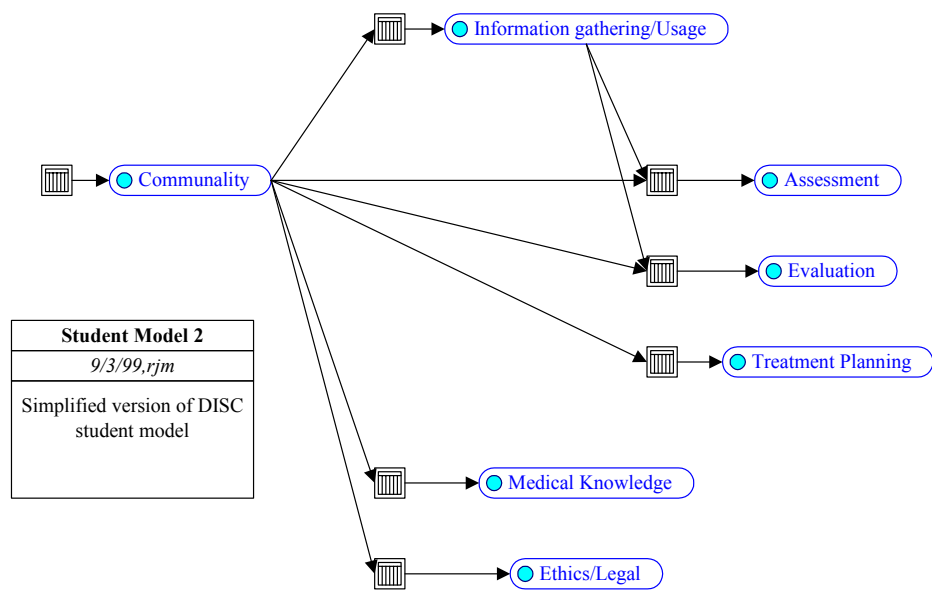 Information gathering/Usage
Communality
Assessment
Evaluation
Student Model 2
9/3/99,rjm
Simplified version of DISC
student model
Treatment Planning
Medical Knowledge
Ethics/Legal